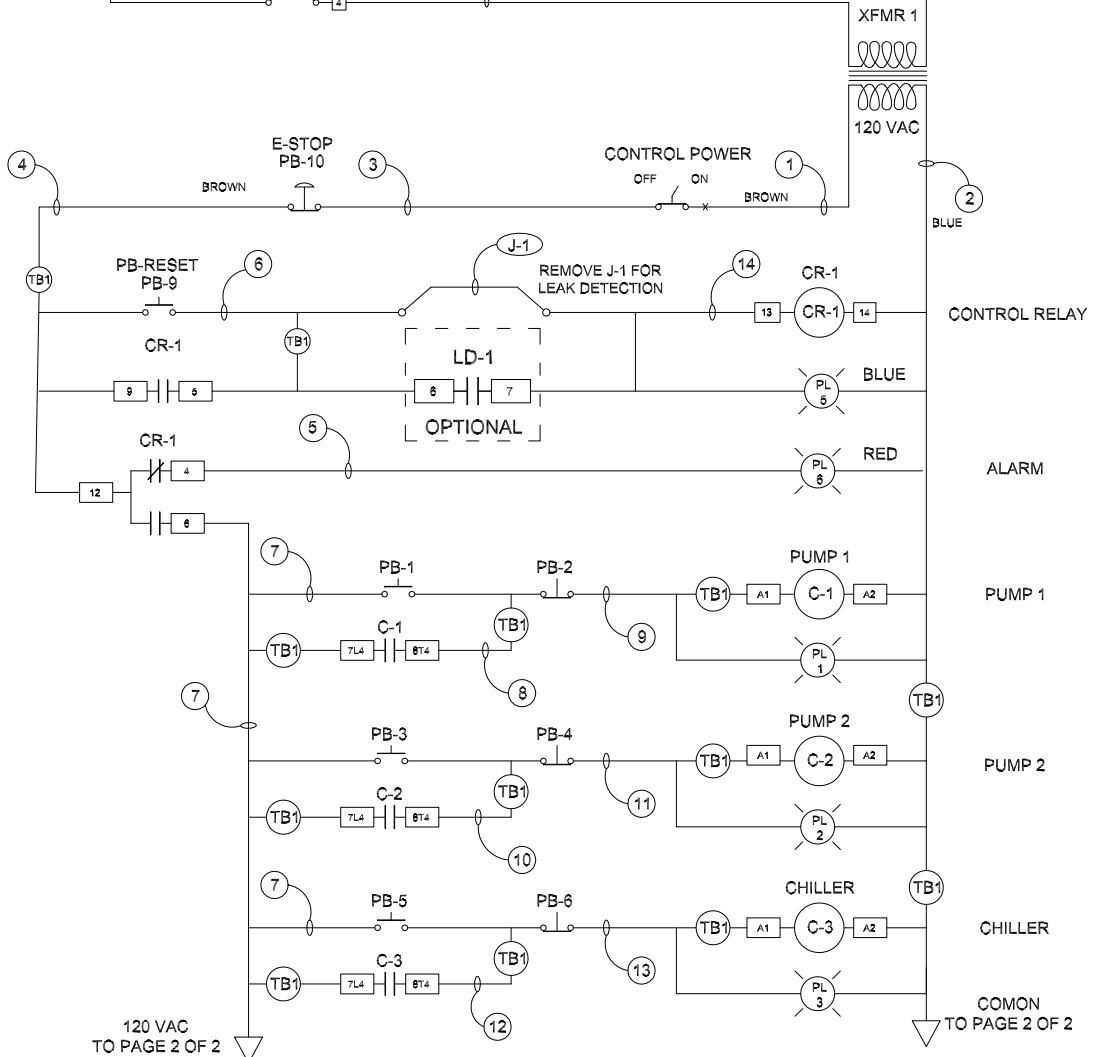 4
XFMR 1
120 VAC
E-STOP
PB-10
CONTROL POWER
OFF ON
4
BROWN
3
1
BROWN
2
BLUE
TB1
PB-RESET
PB-9
6
J-1
REMOVE J-1 FOR
LEAK DETECTION
14
CR-1
13
CR-1
14
CONTROL RELAY
CR-1
TB1
LD-1
9
5
6
7
OPTIONAL
PL
5
BLUE
CR-1
5
4
PL
6
RED
ALARM
12
6
7
PB-1
PB-2
PUMP 1
TB1
A1
C-1
A2
PUMP 1
TB1
C-1
7L4
8T4
TB1
9
8
PL
1
7
TB1
PB-3
PB-4
PUMP 2
TB1
A1
C-2
A2
PUMP 2
TB1
C-2
7L4
8T4
TB1
11
10
PL
2
7
TB1
PB-5
PB-6
CHILLER
TB1
A1
C-3
A2
CHILLER
TB1
C-3
7L4
8T4
TB1
13
12
PL
3
120 VAC
TO PAGE 2 OF 2
COMON
TO PAGE 2 OF 2